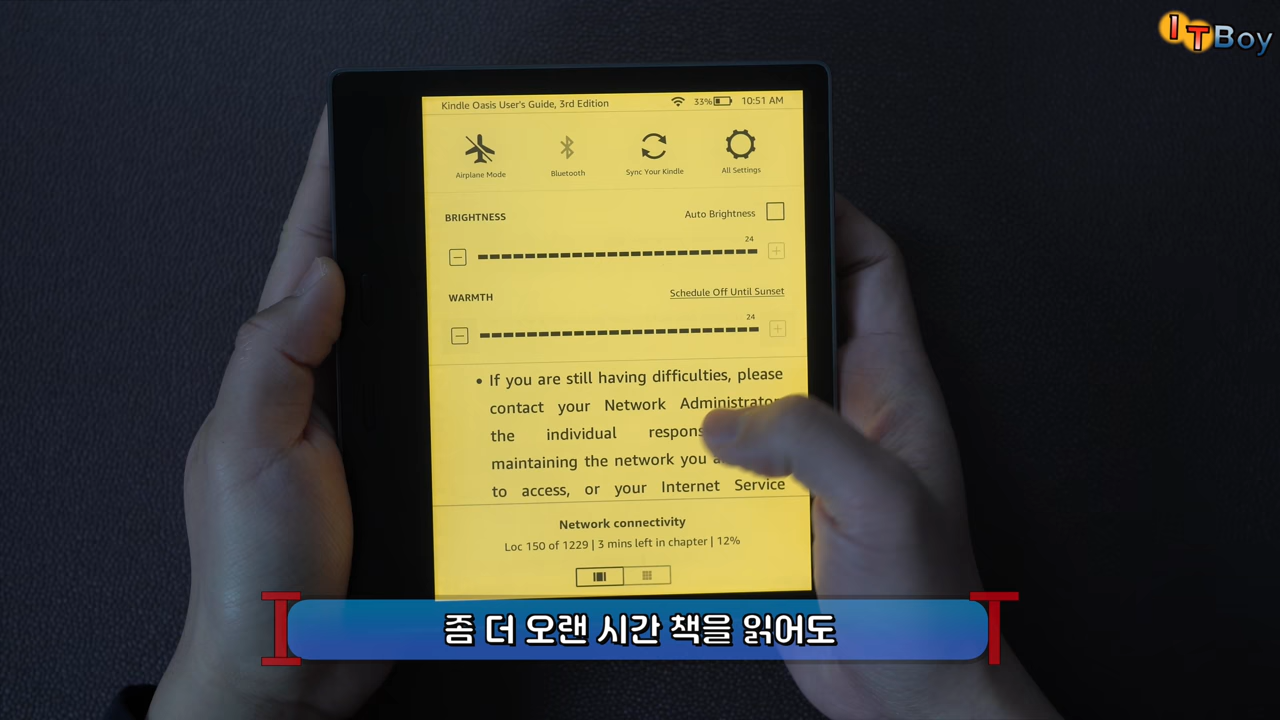 ITBoy
Kindle Oasis User's Guide, 3rd Edition 33% 10:51 AM
Airplane Mode Bluetooth Sync Your Kindle All Settings
BRIGHTNESS Auto Brightness
24
WARMTH Schedule Off Until Sunset
24
• If you are still having difficulties, please
contact your Network Administrator
the individual
maintaining the network you
to access, or your Internet Service
Network connectivity
Loc 150 of 1229 | 3 mins left in chapter | 12%
I 좀 더 오랜 시간 책을 읽어도 T